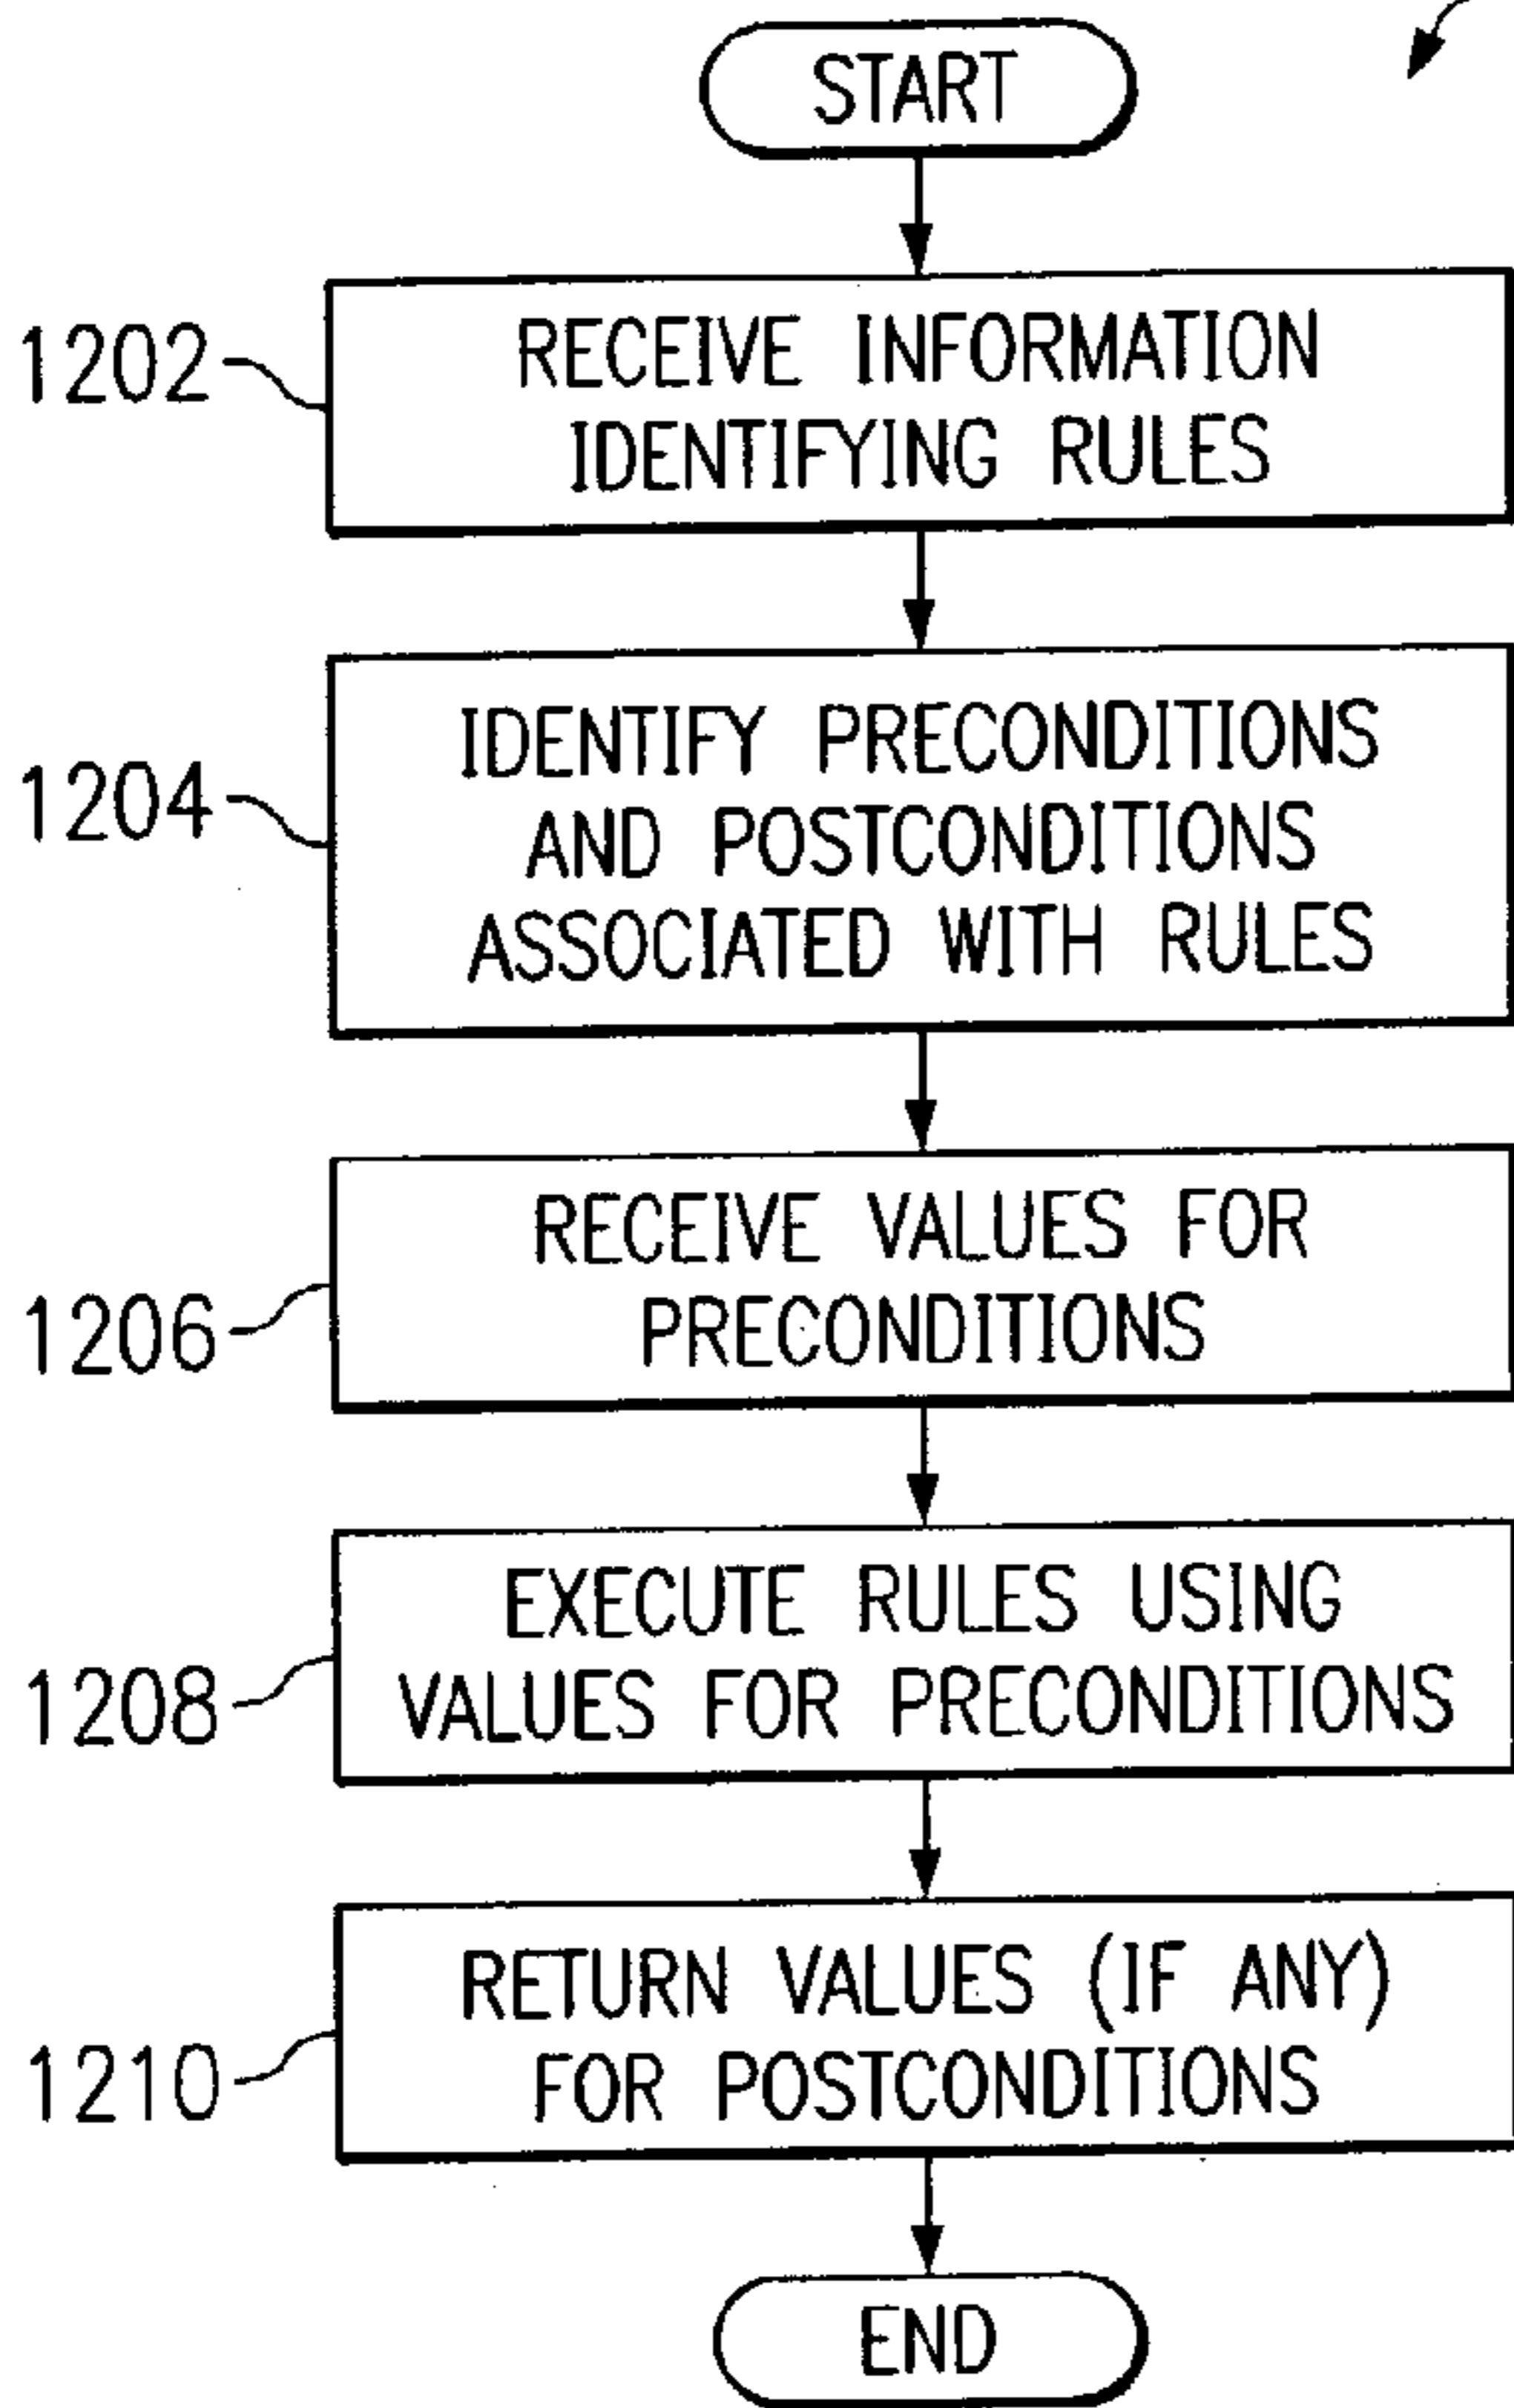 START
1202
RECEIVE INFORMATION
IDENTIFYING RULES
1204
IDENTIFY PRECONDITIONS
AND POSTCONDITIONS
ASSOCIATED WITH RULES
1206
RECEIVE VALUES FOR
PRECONDITIONS
1208
EXECUTE RULES USING
VALUES FOR PRECONDITIONS
1210
RETURN VALUES (IF ANY)
FOR POSTCONDITIONS
END